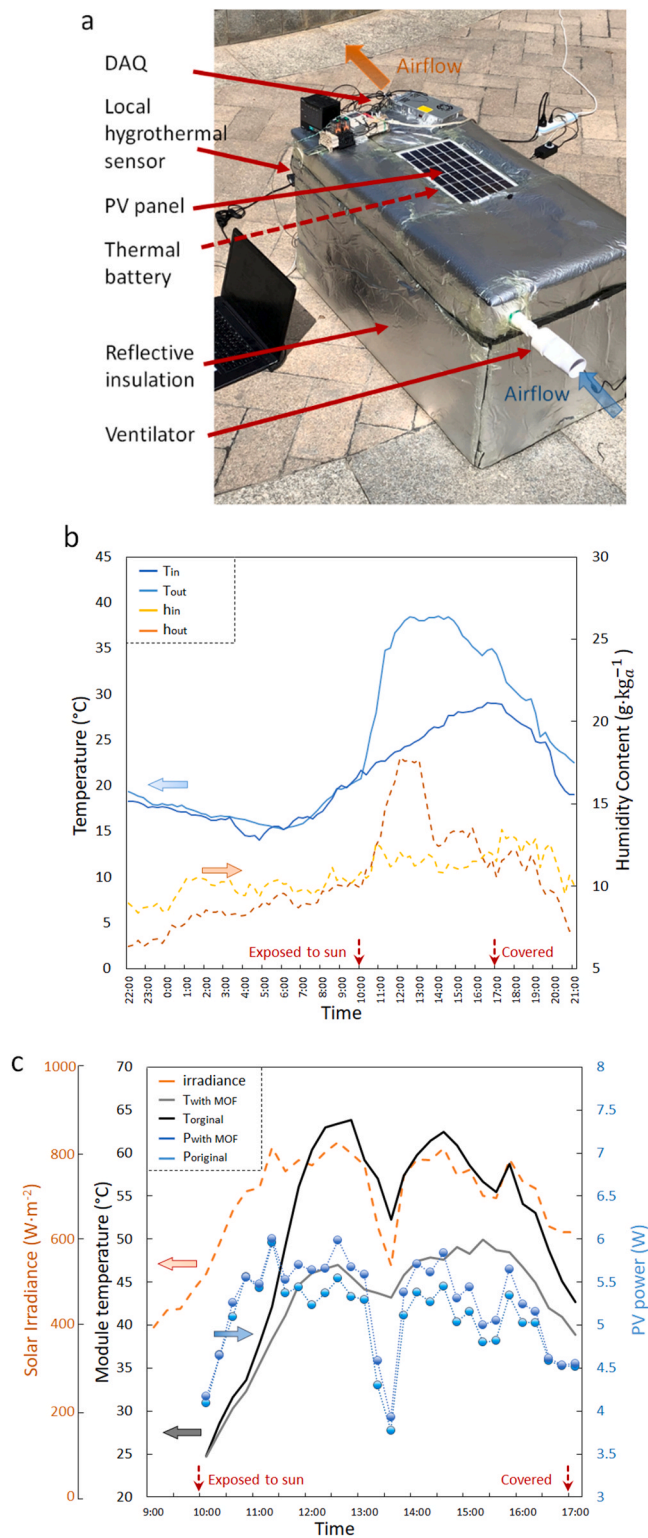 a
Airflow
DAQ
Local
hygrothermal
sensor
PV panel
Thermal
battery
Reflective
insulation
Ventilator
Airflow
b
Tin
Tout
hin
hout
Temperature (°C)
45
40
35
30
25
20
15
10
5
0
Humidity Content (g·kgₐ⁻¹)
30
25
20
15
10
5
Exposed to sun
Covered
22:00 23:00 0:00 1:00 2:00 3:00 4:00 5:00 6:00 7:00 8:00 9:00 10:00 11:00 12:00 13:00 14:00 15:00 16:00 17:00 18:00 19:00 20:00 21:00
Time
c
irradiance
Twith MOF
Torginal
Pwith MOF
Poriginal
Solar Irradiance (W·m⁻²)
1000
800
600
400
200
0
Module temperature (°C)
70
65
60
55
50
45
40
35
30
25
20
PV power (W)
8
7.5
7
6.5
6
5.5
5
4.5
4
3.5
3
Exposed to sun
Covered
9:00 10:00 11:00 12:00 13:00 14:00 15:00 16:00 17:00
Time